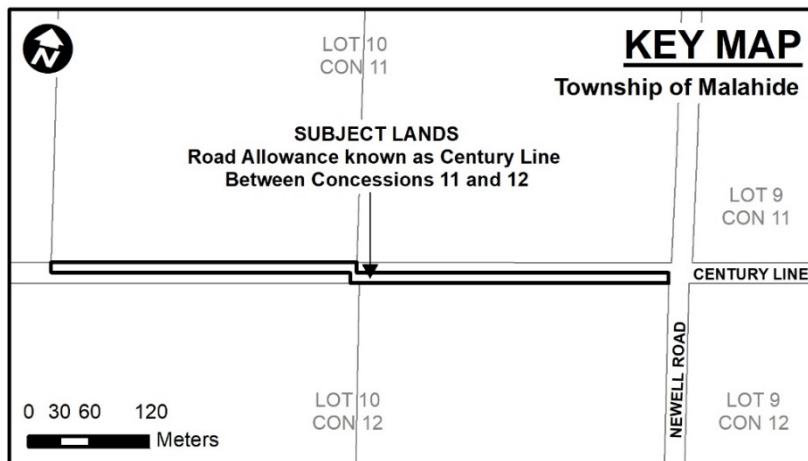 N
LOT 10
CON 11
KEY MAP
Township of Malahide
SUBJECT LANDS
Road Allowance known as Century Line
Between Concessions 11 and 12
LOT 9
CON 11
CENTURY LINE
NEWELL ROAD
LOT 10
CON 12
LOT 9
CON 12
0 30 60 120
Meters